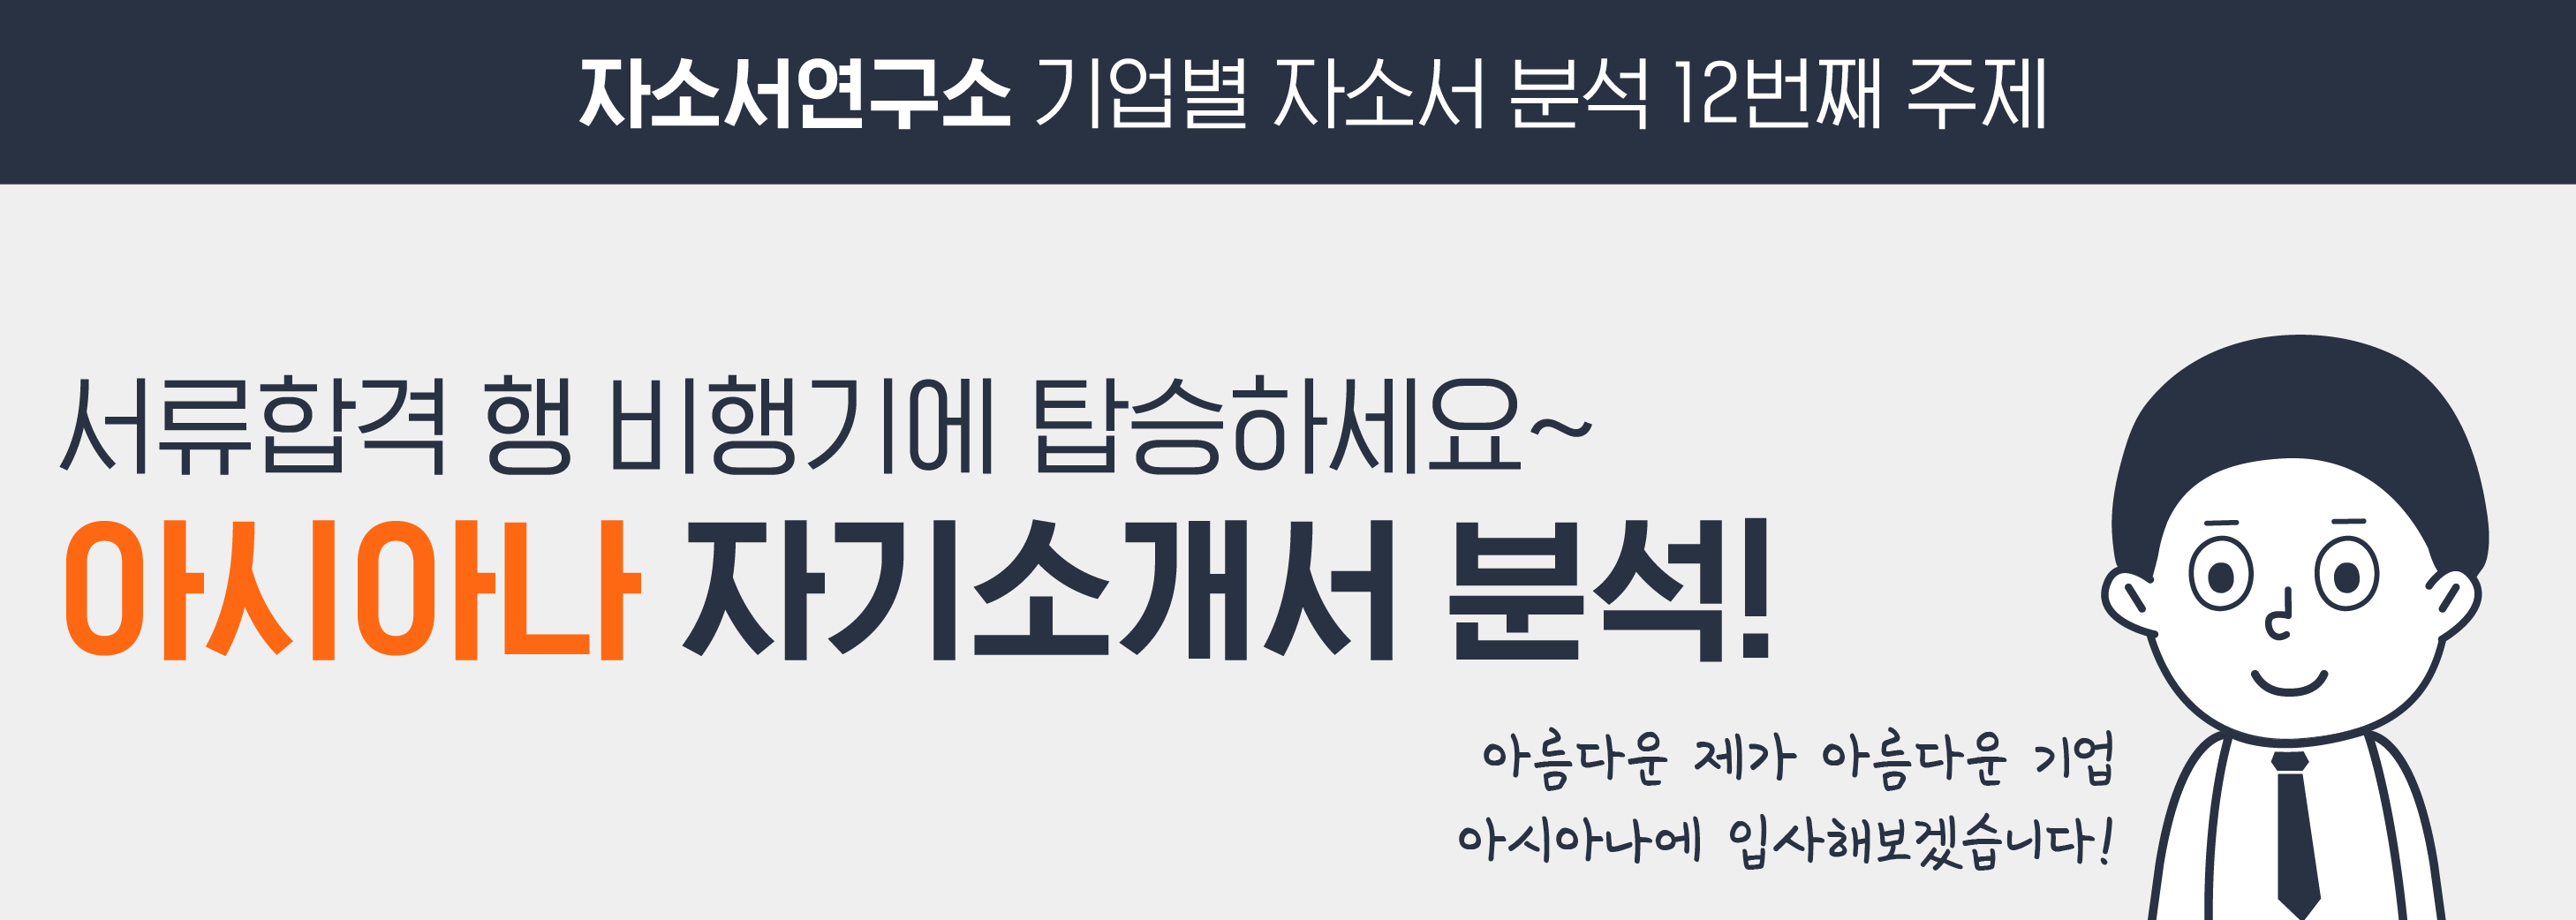 자소서연구소 기업별 자소서 분석 12번째 주제
서류합격 행 비행기에 탑승하세요~
아시아나 자기소개서 분석!
아름다운 제가 아름다운 기업
아시아나에 입사해보겠습니다!